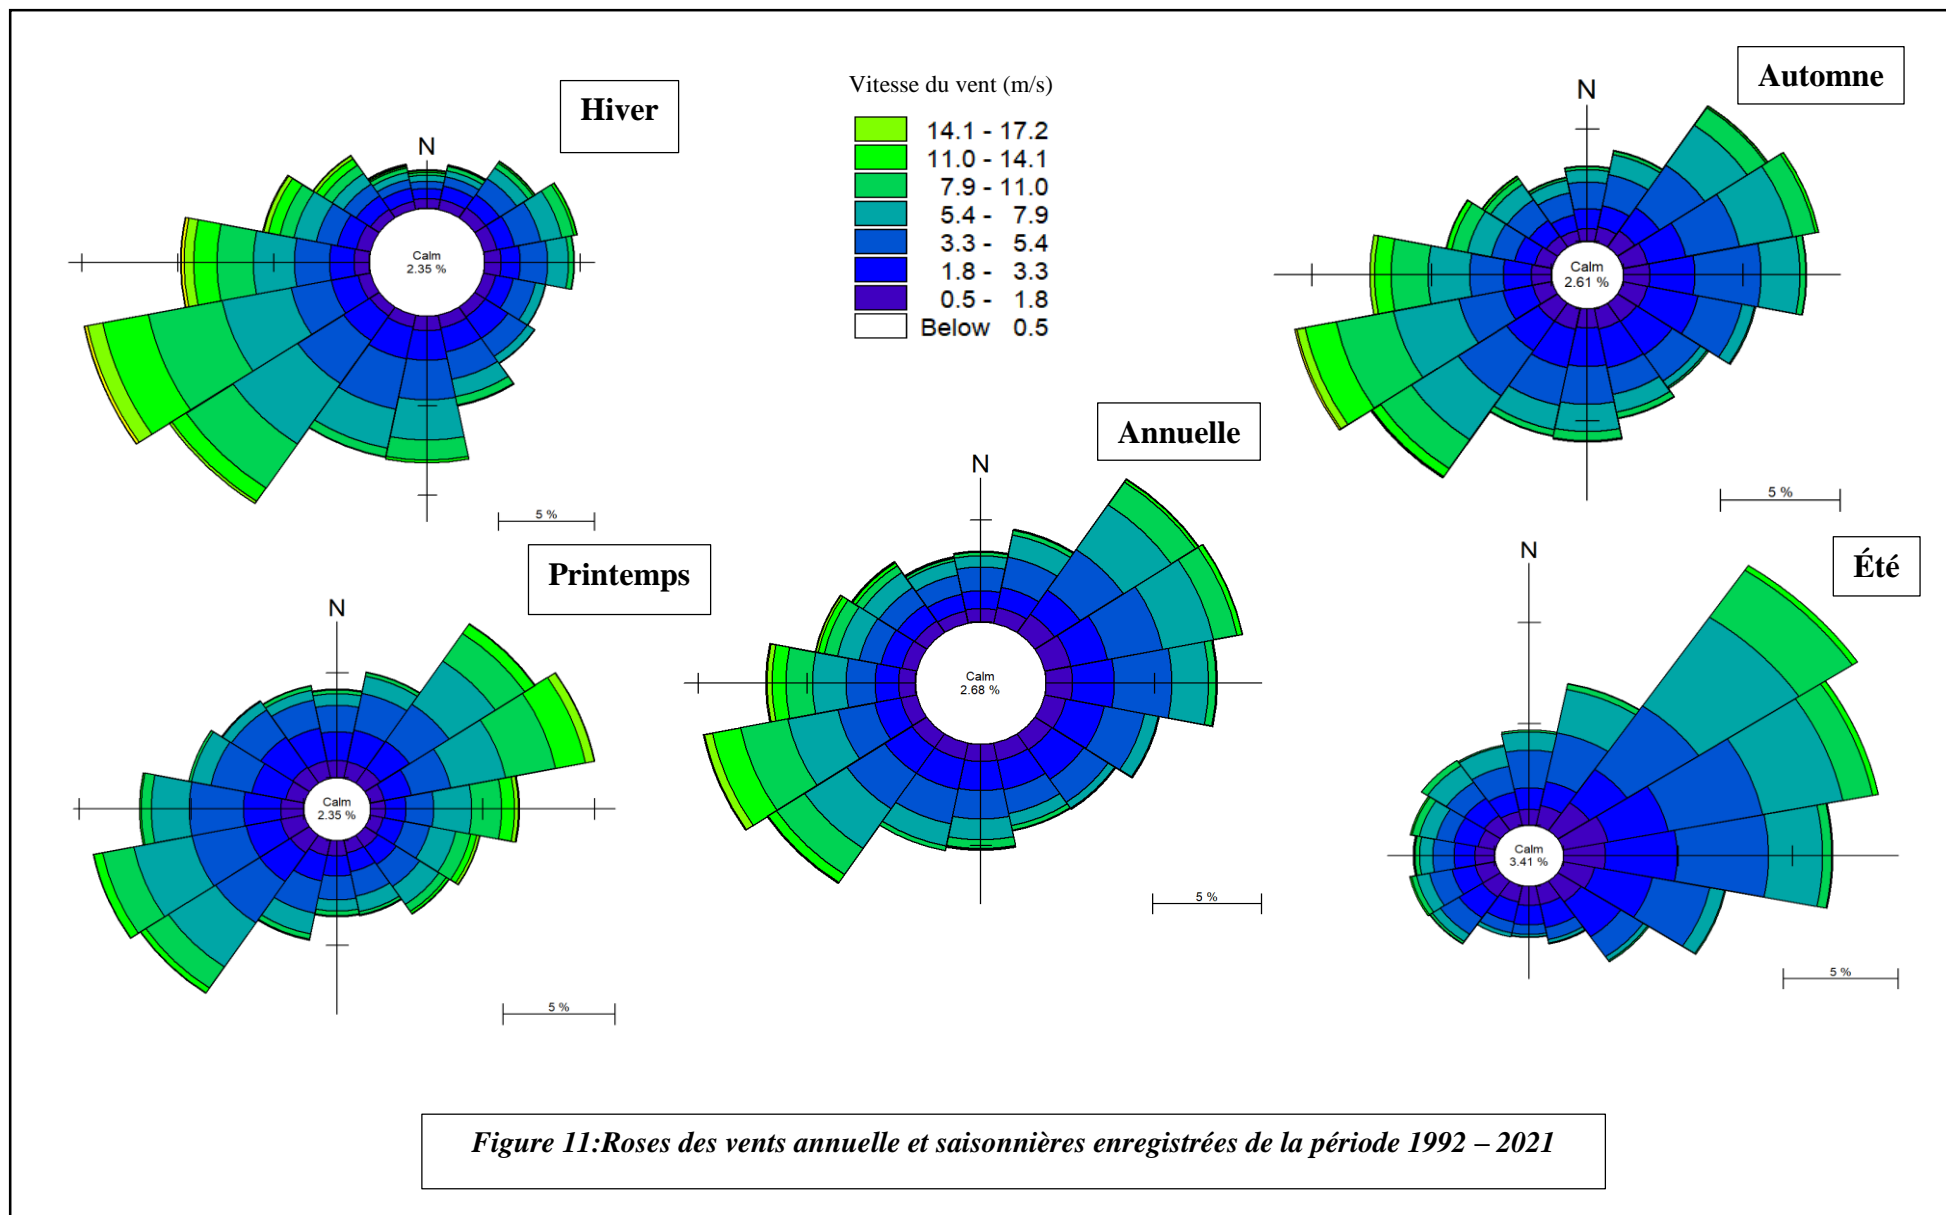 Hiver
N
Calm
2.35 %
5 %
Vitesse du vent (m/s)
14.1 - 17.2
11.0 - 14.1
7.9 - 11.0
5.4 - 7.9
3.3 - 5.4
1.8 - 3.3
0.5 - 1.8
Below 0.5
Automne
N
Calm
2.61 %
5 %
Annuelle
N
Calm
2.68 %
5 %
Printemps
N
Calm
2.35 %
5 %
Été
N
Calm
3.41 %
5 %
Figure 11:Roses des vents annuelle et saisonnières enregistrées de la période 1992 – 2021